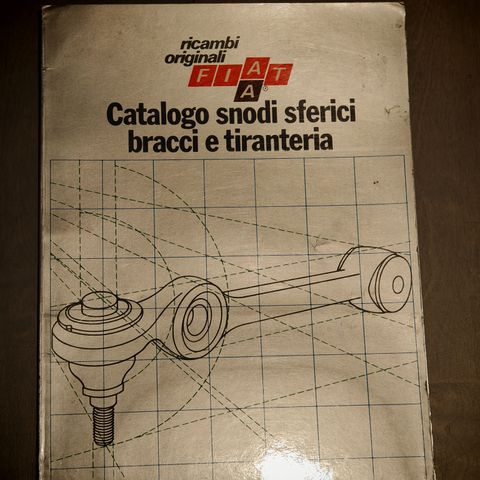 ricambi
originali
FIAT
A®
Catalogo snodi sferici
bracci e tiranteria